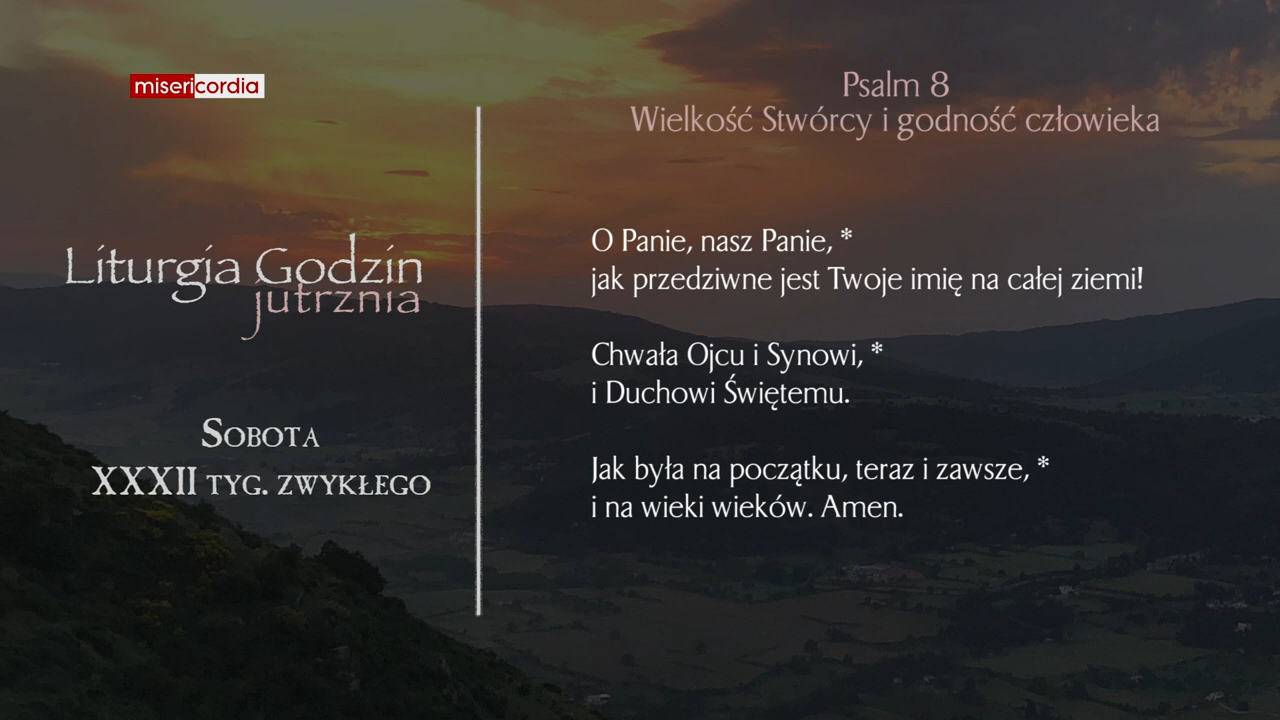 misericordia
Liturgia Godzin
jutrznia
Sobota
XXXII tyg. zwykłego
Psalm 8
Wielkość Stwórcy i godność człowieka
O Panie, nasz Panie, *
jak przedziwne jest Twoje imię na całej ziemi!
Chwała Ojcu i Synowi, *
i Duchowi Świętemu.
Jak była na początku, teraz i zawsze, *
i na wieki wieków. Amen.